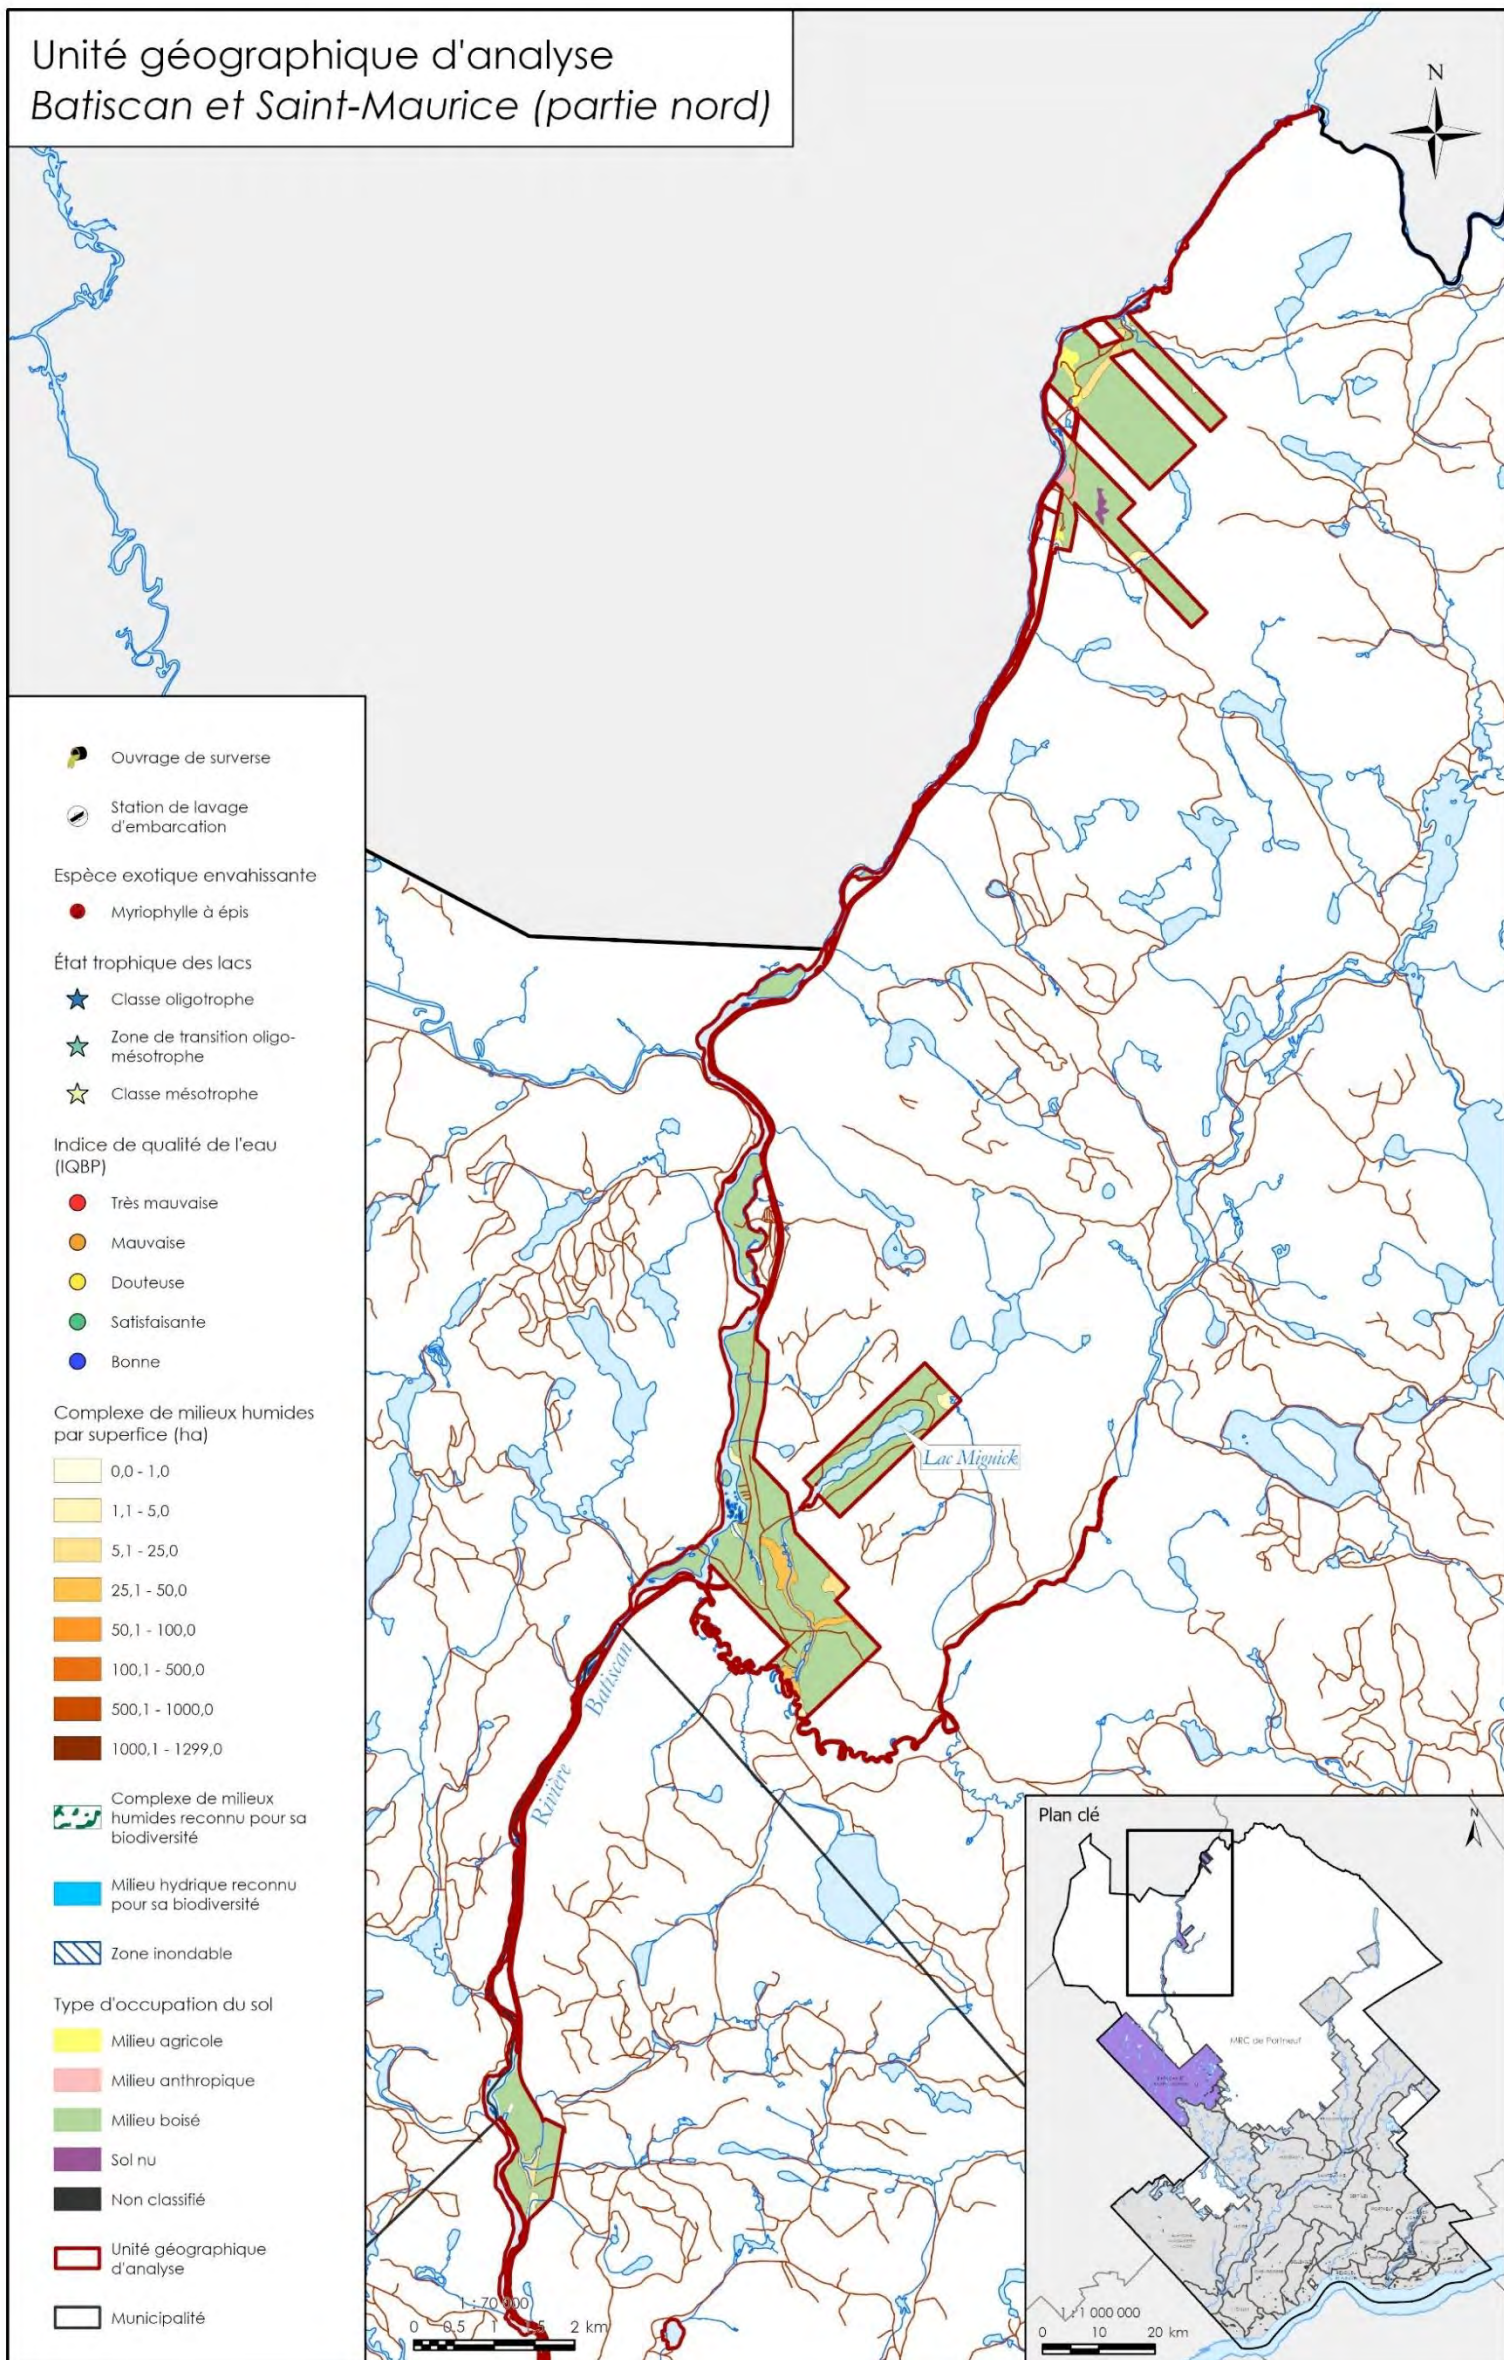 Unité géographique d'analyse
Batiscan et Saint-Maurice (partie nord)
N
Ouvrage de surverse
Station de lavage
d'embarcation
Espèce exotique envahissante
Myriophylle à épis
État trophique des lacs
Classe oligotrophe
Zone de transition oligo-
mésotrophe
Classe mésotrophe
Indice de qualité de l'eau
(IQBP)
Très mauvaise
Mauvaise
Douteuse
Satisfaisante
Bonne
Complexe de milieux humides
par superfice (ha)
0,0 - 1,0
1,1 - 5,0
5,1 - 25,0
25,1 - 50,0
50,1 - 100,0
100,1 - 500,0
500,1 - 1000,0
1000,1 - 1299,0
Complexe de milieux
humides reconnu pour sa
biodiversité
Milieu hydrique reconnu
pour sa biodiversité
Zone inondable
Type d'occupation du sol
Milieu agricole
Milieu anthropique
Milieu boisé
Sol nu
Non classifié
Unité géographique
d'analyse
Municipalité
Lac Miguick
Rivière Batiscan
1 : 70 000
0 0,5 1 1,5 2 km
Plan clé
N
MRC de Portneuf
1 : 1 000 000
0 10 20 km